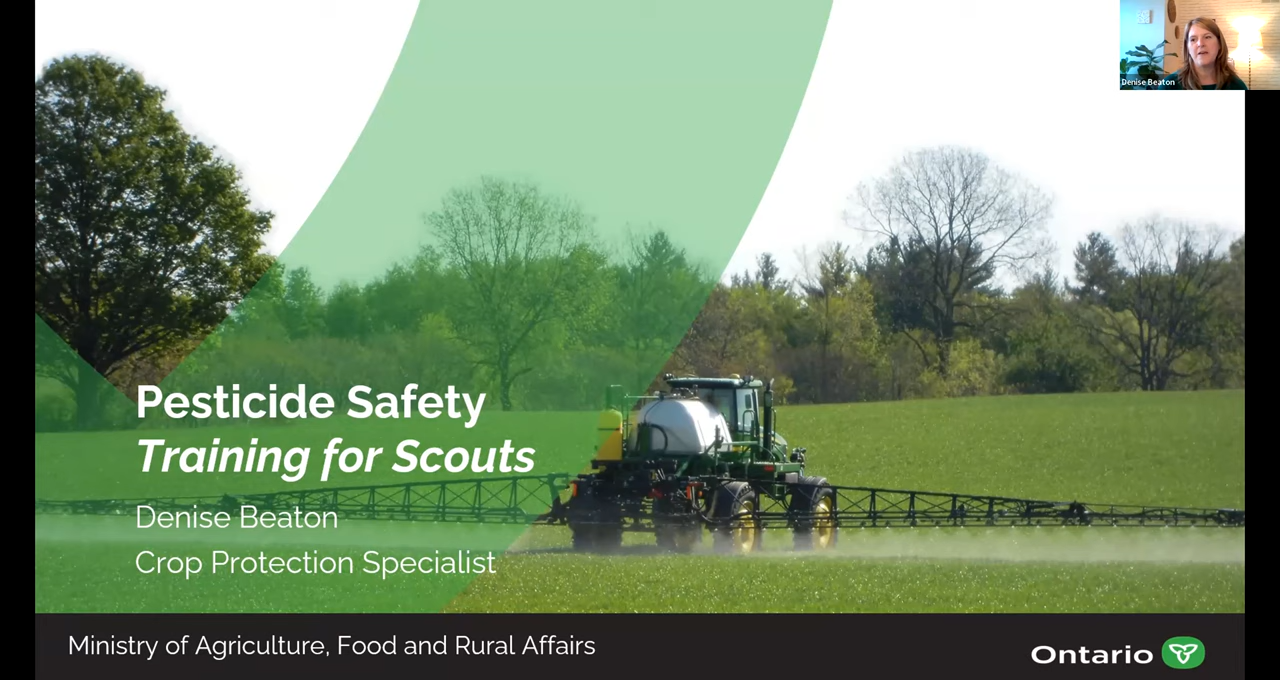 Denise Beaton
Pesticide Safety
Training for Scouts
Denise Beaton
Crop Protection Specialist
Ministry of Agriculture, Food and Rural Affairs
Ontario